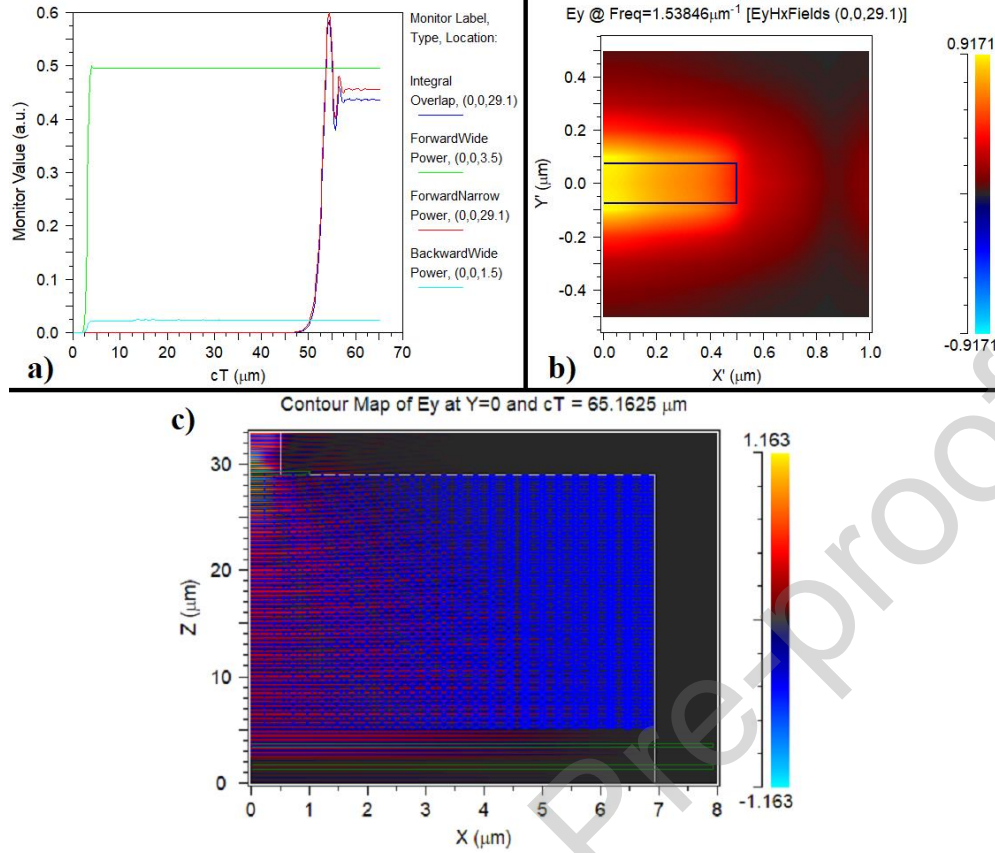 0.6
0.5
0.4
0.3
0.2
0.1
0.0
0
10
20
30
40
50
60
70
Monitor Value (a.u.)
cT (μm)
Monitor Label,
Type, Location:
Integral
Overlap, (0,0,29.1)
ForwardWide
Power, (0,0,3.5)
ForwardNarrow
Power, (0,0,29.1)
BackwardWide
Power, (0,0,1.5)
a)
Ey @ Freq=1.53846μm⁻¹ [EyHxFields (0,0,29.1)]
0.4
0.2
0.0
-0.2
-0.4
Y' (μm)
0.0
0.2
0.4
0.6
0.8
1.0
X' (μm)
0.9171
-0.9171
b)
c)
Contour Map of Ey at Y=0 and cT = 65.1625 μm
30
20
10
0
Z (μm)
0
1
2
3
4
5
6
7
8
X (μm)
1.163
-1.163
Pre-proof